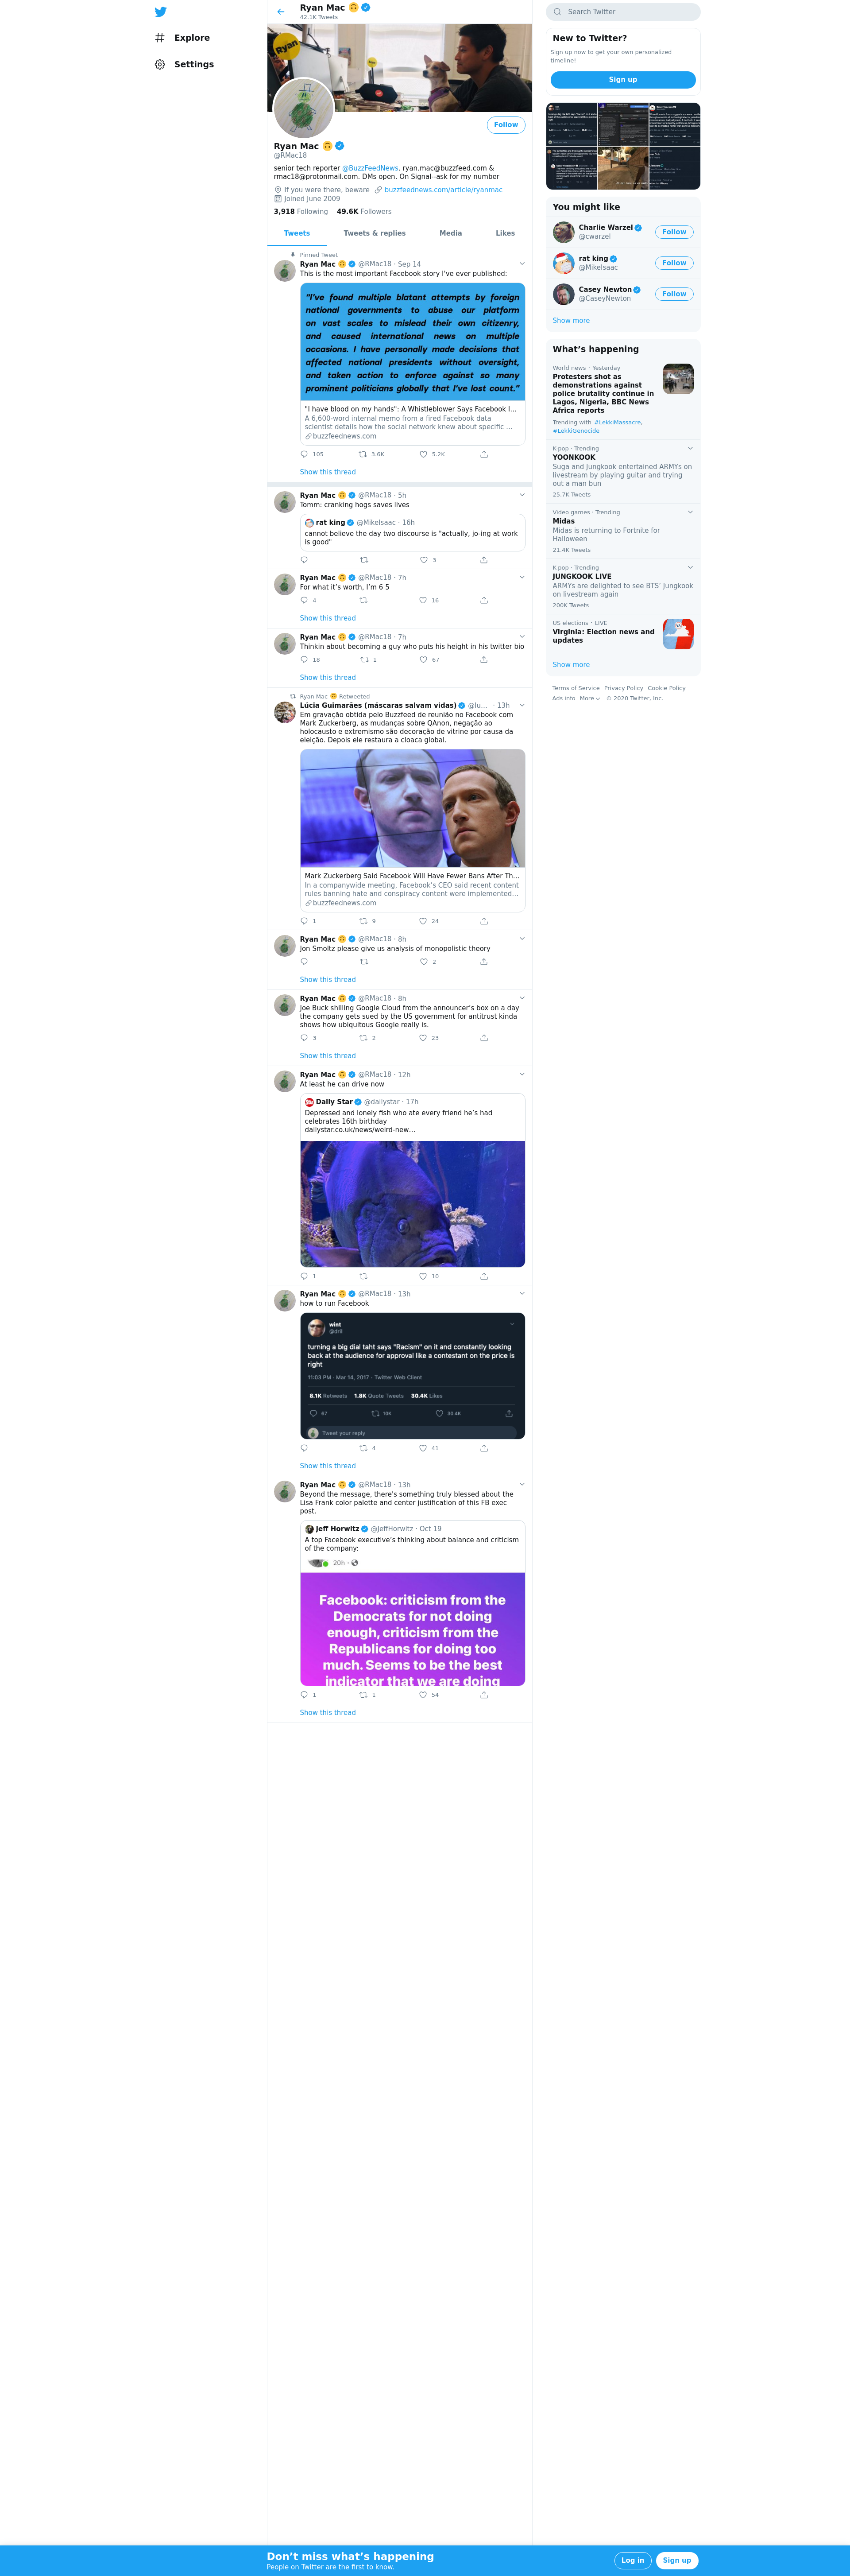 Explore
Settings
Ryan Mac 🙃
42.1K Tweets
Ryan
Follow
Ryan Mac 🙃
@RMac18
senior tech reporter @BuzzFeedNews. ryan.mac@buzzfeed.com &
rmac18@protonmail.com. DMs open. On Signal--ask for my number
If you were there, beware buzzfeednews.com/article/ryanmac
Joined June 2009
3,918 Following 49.6K Followers
Tweets Tweets & replies Media Likes
Pinned Tweet
Ryan Mac 🙃 @RMac18 · Sep 14
This is the most important Facebook story I've ever published:
"I've found multiple blatant attempts by foreign
national governments to abuse our platform
on vast scales to mislead their own citizenry,
and caused international news on multiple
occasions. I have personally made decisions that
affected national presidents without oversight,
and taken action to enforce against so many
prominent politicians globally that I've lost count."
"I have blood on my hands": A Whistleblower Says Facebook I...
A 6,600-word internal memo from a fired Facebook data
scientist details how the social network knew about specific ...
buzzfeednews.com
105 3.6K 5.2K
Show this thread
Ryan Mac 🙃 @RMac18 · 5h
Tomm: cranking hogs saves lives
rat king @MikeIsaac · 16h
cannot believe the day two discourse is "actually, jo-ing at work
is good"
3
Ryan Mac 🙃 @RMac18 · 7h
For what it's worth, I'm 6 5
4 16
Show this thread
Ryan Mac 🙃 @RMac18 · 7h
Thinkin about becoming a guy who puts his height in his twitter bio
18 1 67
Show this thread
Ryan Mac 🙃 Retweeted
Lúcia Guimarães (máscaras salvam vidas) @lu... · 13h
Em gravação obtida pelo Buzzfeed de reunião no Facebook com
Mark Zuckerberg, as mudanças sobre QAnon, negação ao
holocausto e extremismo são decoração de vitrine por causa da
eleição. Depois ele restaura a cloaca global.
Mark Zuckerberg Said Facebook Will Have Fewer Bans After Th...
In a companywide meeting, Facebook's CEO said recent content
rules banning hate and conspiracy content were implemented...
buzzfeednews.com
1 9 24
Ryan Mac 🙃 @RMac18 · 8h
Jon Smoltz please give us analysis of monopolistic theory
2
Show this thread
Ryan Mac 🙃 @RMac18 · 8h
Joe Buck shilling Google Cloud from the announcer's box on a day
the company gets sued by the US government for antitrust kinda
shows how ubiquitous Google really is.
3 2 23
Show this thread
Ryan Mac 🙃 @RMac18 · 12h
At least he can drive now
Daily Star @dailystar · 17h
Depressed and lonely fish who ate every friend he's had
celebrates 16th birthday
dailystar.co.uk/news/weird-new...
1 10
Ryan Mac 🙃 @RMac18 · 13h
how to run Facebook
wint
@dril
turning a big dial taht says "Racism" on it and constantly looking
back at the audience for approval like a contestant on the price is
right
11:03 PM · Mar 14, 2017 · Twitter Web Client
8.1K Retweets 1.8K Quote Tweets 30.4K Likes
67 10K 30.4K
Tweet your reply
4 41
Show this thread
Ryan Mac 🙃 @RMac18 · 13h
Beyond the message, there's something truly blessed about the
Lisa Frank color palette and center justification of this FB exec
post.
Jeff Horwitz @JeffHorwitz · Oct 19
A top Facebook executive's thinking about balance and criticism
of the company:
20h ·
Facebook: criticism from the
Democrats for not doing
enough, criticism from the
Republicans for doing too
much. Seems to be the best
indicator that we are doing
1 1 54
Show this thread
Search Twitter
New to Twitter?
Sign up now to get your own personalized
timeline!
Sign up
You might like
Charlie Warzel
@cwarzel
Follow
rat king
@MikeIsaac
Follow
Casey Newton
@CaseyNewton
Follow
Show more
What's happening
World news · Yesterday
Protesters shot as
demonstrations against
police brutality continue in
Lagos, Nigeria, BBC News
Africa reports
Trending with #LekkiMassacre,
#LekkiGenocide
K-pop · Trending
YOONKOOK
Suga and Jungkook entertained ARMYs on
livestream by playing guitar and trying
out a man bun
25.7K Tweets
Video games · Trending
Midas
Midas is returning to Fortnite for
Halloween
21.4K Tweets
K-pop · Trending
JUNGKOOK LIVE
ARMYs are delighted to see BTS' Jungkook
on livestream again
200K Tweets
US elections · LIVE
Virginia: Election news and
updates
Show more
Terms of Service Privacy Policy Cookie Policy
Ads info More © 2020 Twitter, Inc.
Don't miss what's happening
People on Twitter are the first to know.
Log in
Sign up